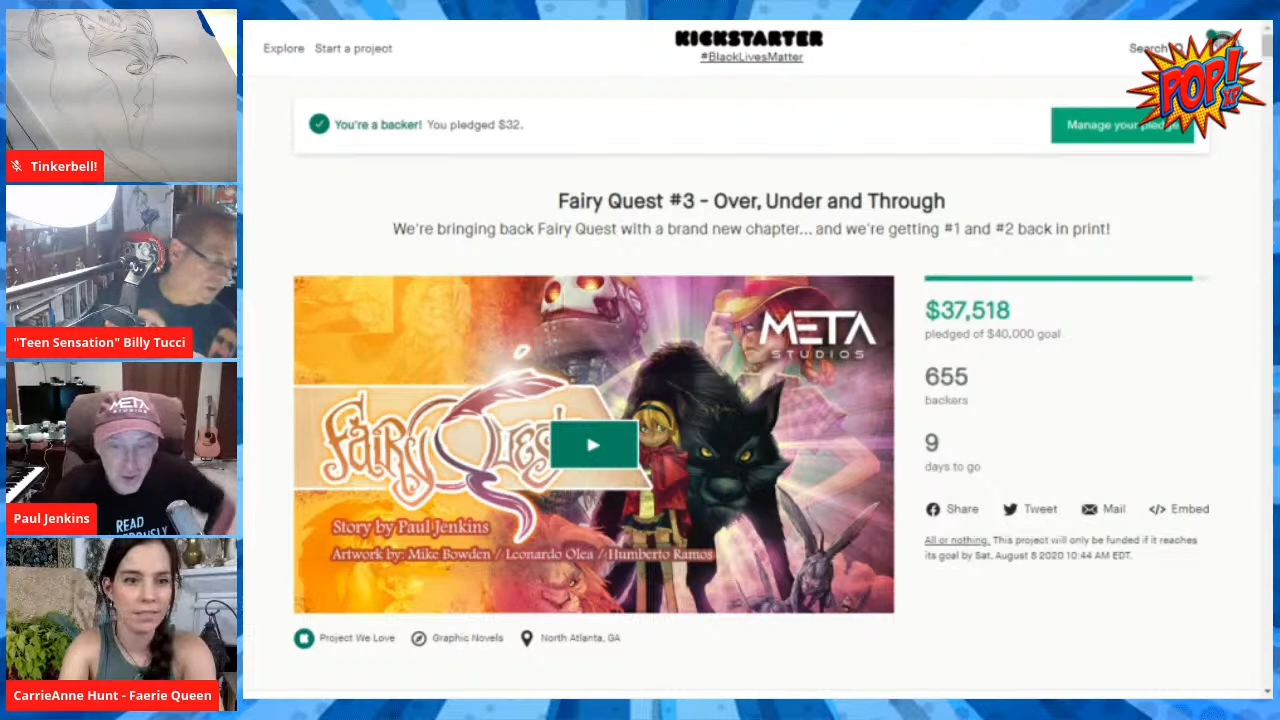 Tinkerbell!
"Teen Sensation" Billy Tucci
META
STUDIOS
READ
Paul Jenkins
CarrieAnne Hunt - Faerie Queen
Explore
Start a project
KICKSTARTER
#BlackLivesMatter
Search
POP!
XP
You're a backer! You pledged $32.
Manage your
Fairy Quest #3 - Over, Under and Through
We're bringing back Fairy Quest with a brand new chapter... and we're getting #1 and #2 back in print!
META
STUDIOS
Story by Paul Jenkins
Artwork by: Mike Bowden / Leonardo Olea / Humberto Ramos
$37,518
pledged of $40,000 goal
655
backers
9
days to go
Share
Tweet
Mail
Embed
All or nothing. This project will only be funded if it reaches
its goal by Sat, August 8 2020 10:44 AM EDT.
Project We Love
Graphic Novels
North Atlanta, GA